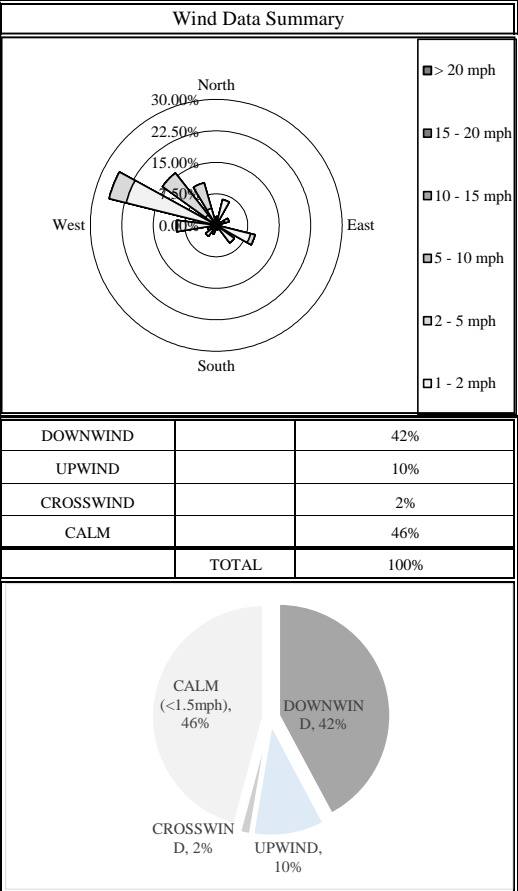 Wind Data Summary
North
30.00%
22.50%
15.00%
7.50%
0.00%
West
East
South
> 20 mph
15 - 20 mph
10 - 15 mph
5 - 10 mph
2 - 5 mph
1 - 2 mph
DOWNWIND 42%
UPWIND 10%
CROSSWIND 2%
CALM 46%
TOTAL 100%
CALM
(<1.5mph),
46%
DOWNWIN
D, 42%
CROSSWIN
D, 2%
UPWIND,
10%